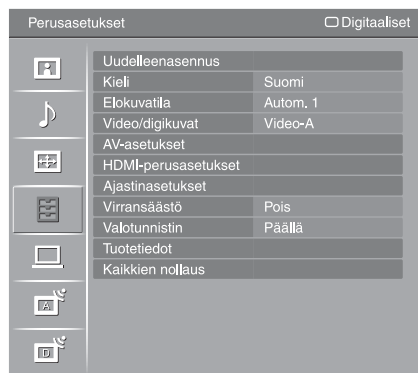 Perusasetukset Digitaaliset
Uudelleenasennus
Kieli Suomi
Elokuvatila Autom. 1
Video/digikuvat Video-A
AV-asetukset
HDMI-perusasetukset
Ajastinasetukset
Virransäästö Pois
Valotunnistin Päällä
Tuotetiedot
Kaikkien nollaus
A
D